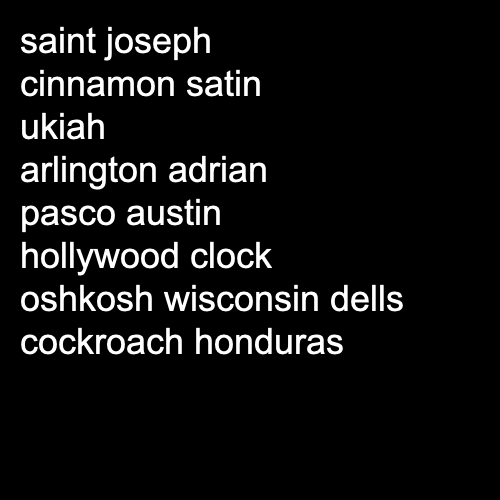 saint joseph
cinnamon satin
ukiah
arlington adrian
pasco austin
hollywood clock
oshkosh wisconsin dells
cockroach honduras